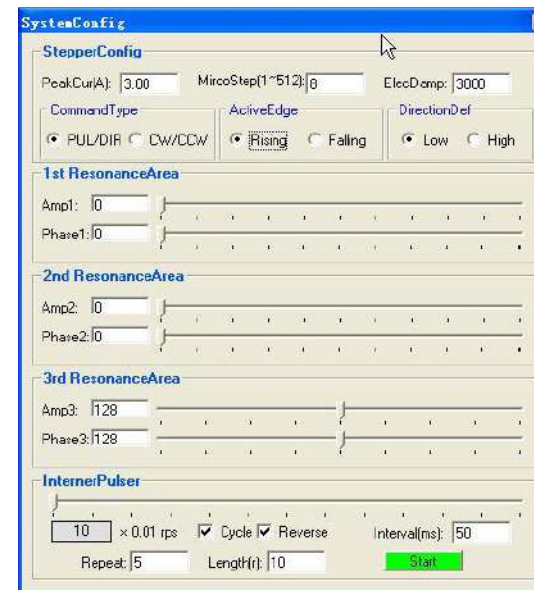 SystemConfig
StepperConfig
PeakCur(A): 3.00 MircoStep(1~512): 8 ElecDamp: 3000
CommandType ActiveEdge DirectionDef
PUL/DIR CW/CCW Rising Falling Low High
1st ResonanceArea
Amp1: 0
Phase1: 0
2nd ResonanceArea
Amp2: 0
Phase2: 0
3rd ResonanceArea
Amp3: 128
Phase3: 128
InternerPulser
10 × 0.01 rps Cycle Reverse Interval(ms): 50
Repeat: 5 Length(r): 10 Start